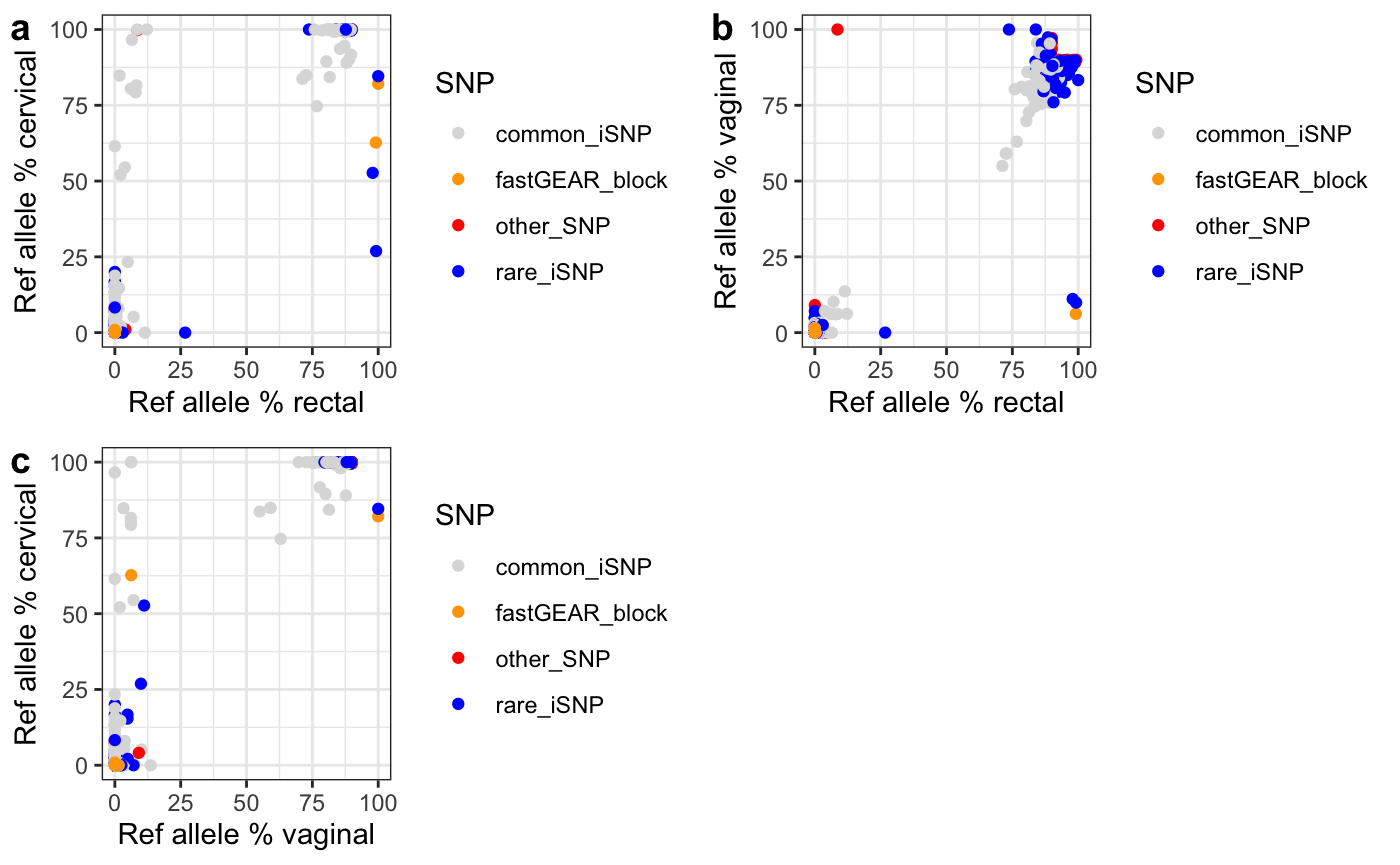 a
Ref allele % cervical
100
75
50
25
0
0 25 50 75 100
Ref allele % rectal
SNP
common_iSNP
fastGEAR_block
other_SNP
rare_iSNP
b
Ref allele % vaginal
100
75
50
25
0
0 25 50 75 100
Ref allele % rectal
SNP
common_iSNP
fastGEAR_block
other_SNP
rare_iSNP
c
Ref allele % cervical
100
75
50
25
0
0 25 50 75 100
Ref allele % vaginal
SNP
common_iSNP
fastGEAR_block
other_SNP
rare_iSNP